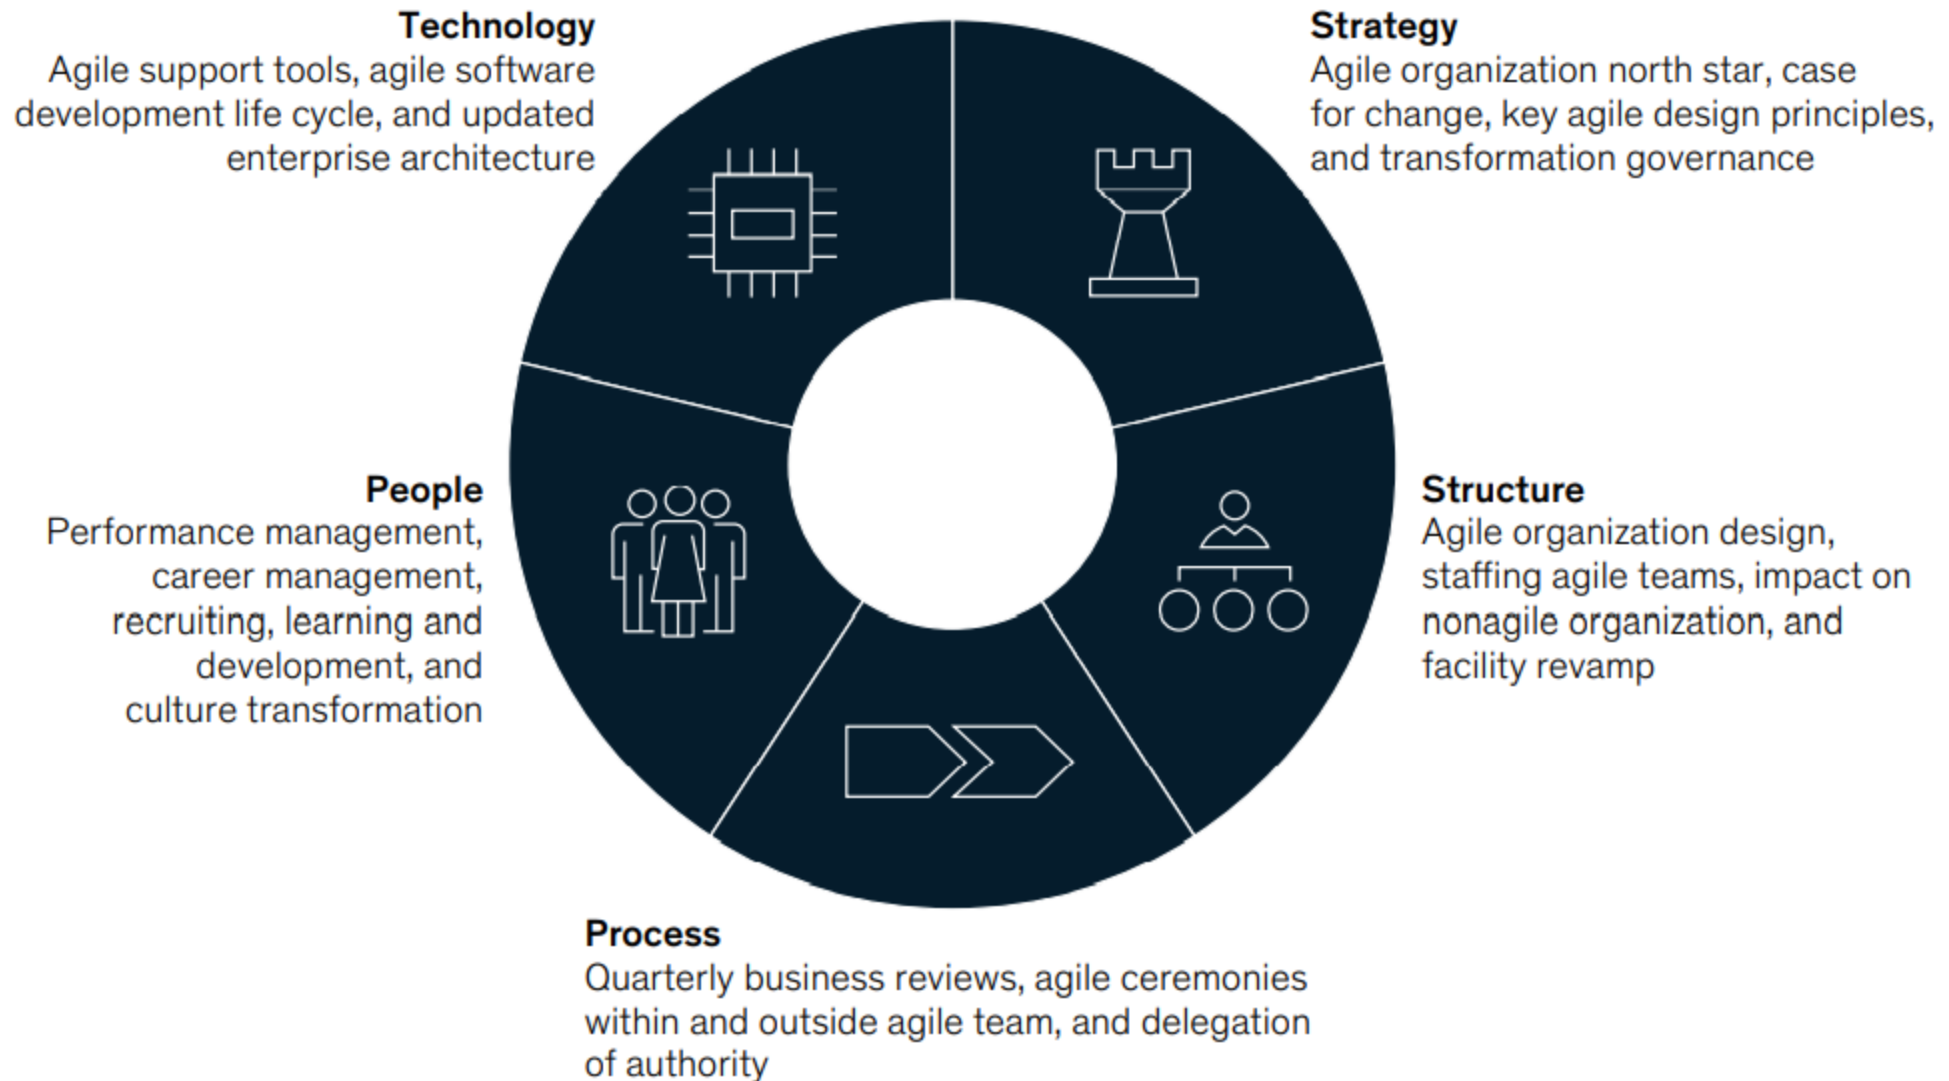 Technology
Agile support tools, agile software
development life cycle, and updated
enterprise architecture
Strategy
Agile organization north star, case
for change, key agile design principles,
and transformation governance
People
Performance management,
career management,
recruiting, learning and
development, and
culture transformation
Structure
Agile organization design,
staffing agile teams, impact on
nonagile organization, and
facility revamp
Process
Quarterly business reviews, agile ceremonies
within and outside agile team, and delegation
of authority